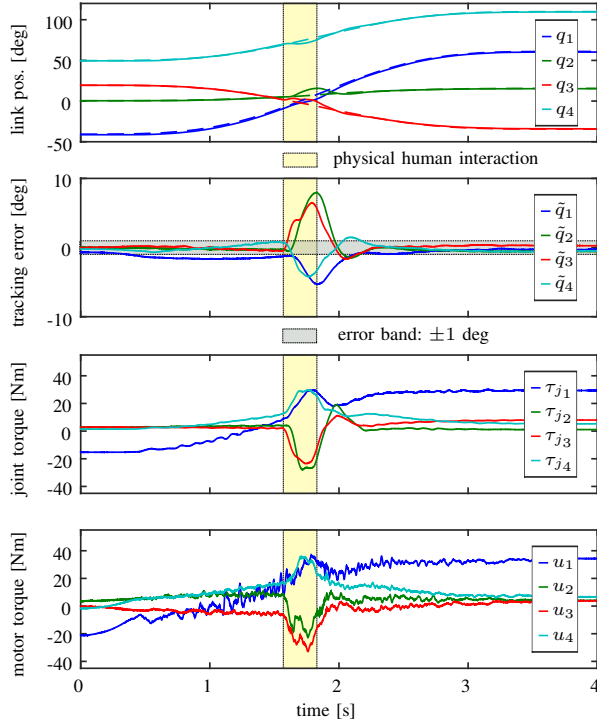 100
50
0
-50
link pos. [deg]
q1
q2
q3
q4
physical human interaction
10
0
-10
tracking error [deg]
q̃1
q̃2
q̃3
q̃4
error band: ±1 deg
40
20
0
-20
-40
joint torque [Nm]
τj1
τj2
τj3
τj4
40
20
0
-20
-40
motor torque [Nm]
u1
u2
u3
u4
0 1 2 3 4
time [s]